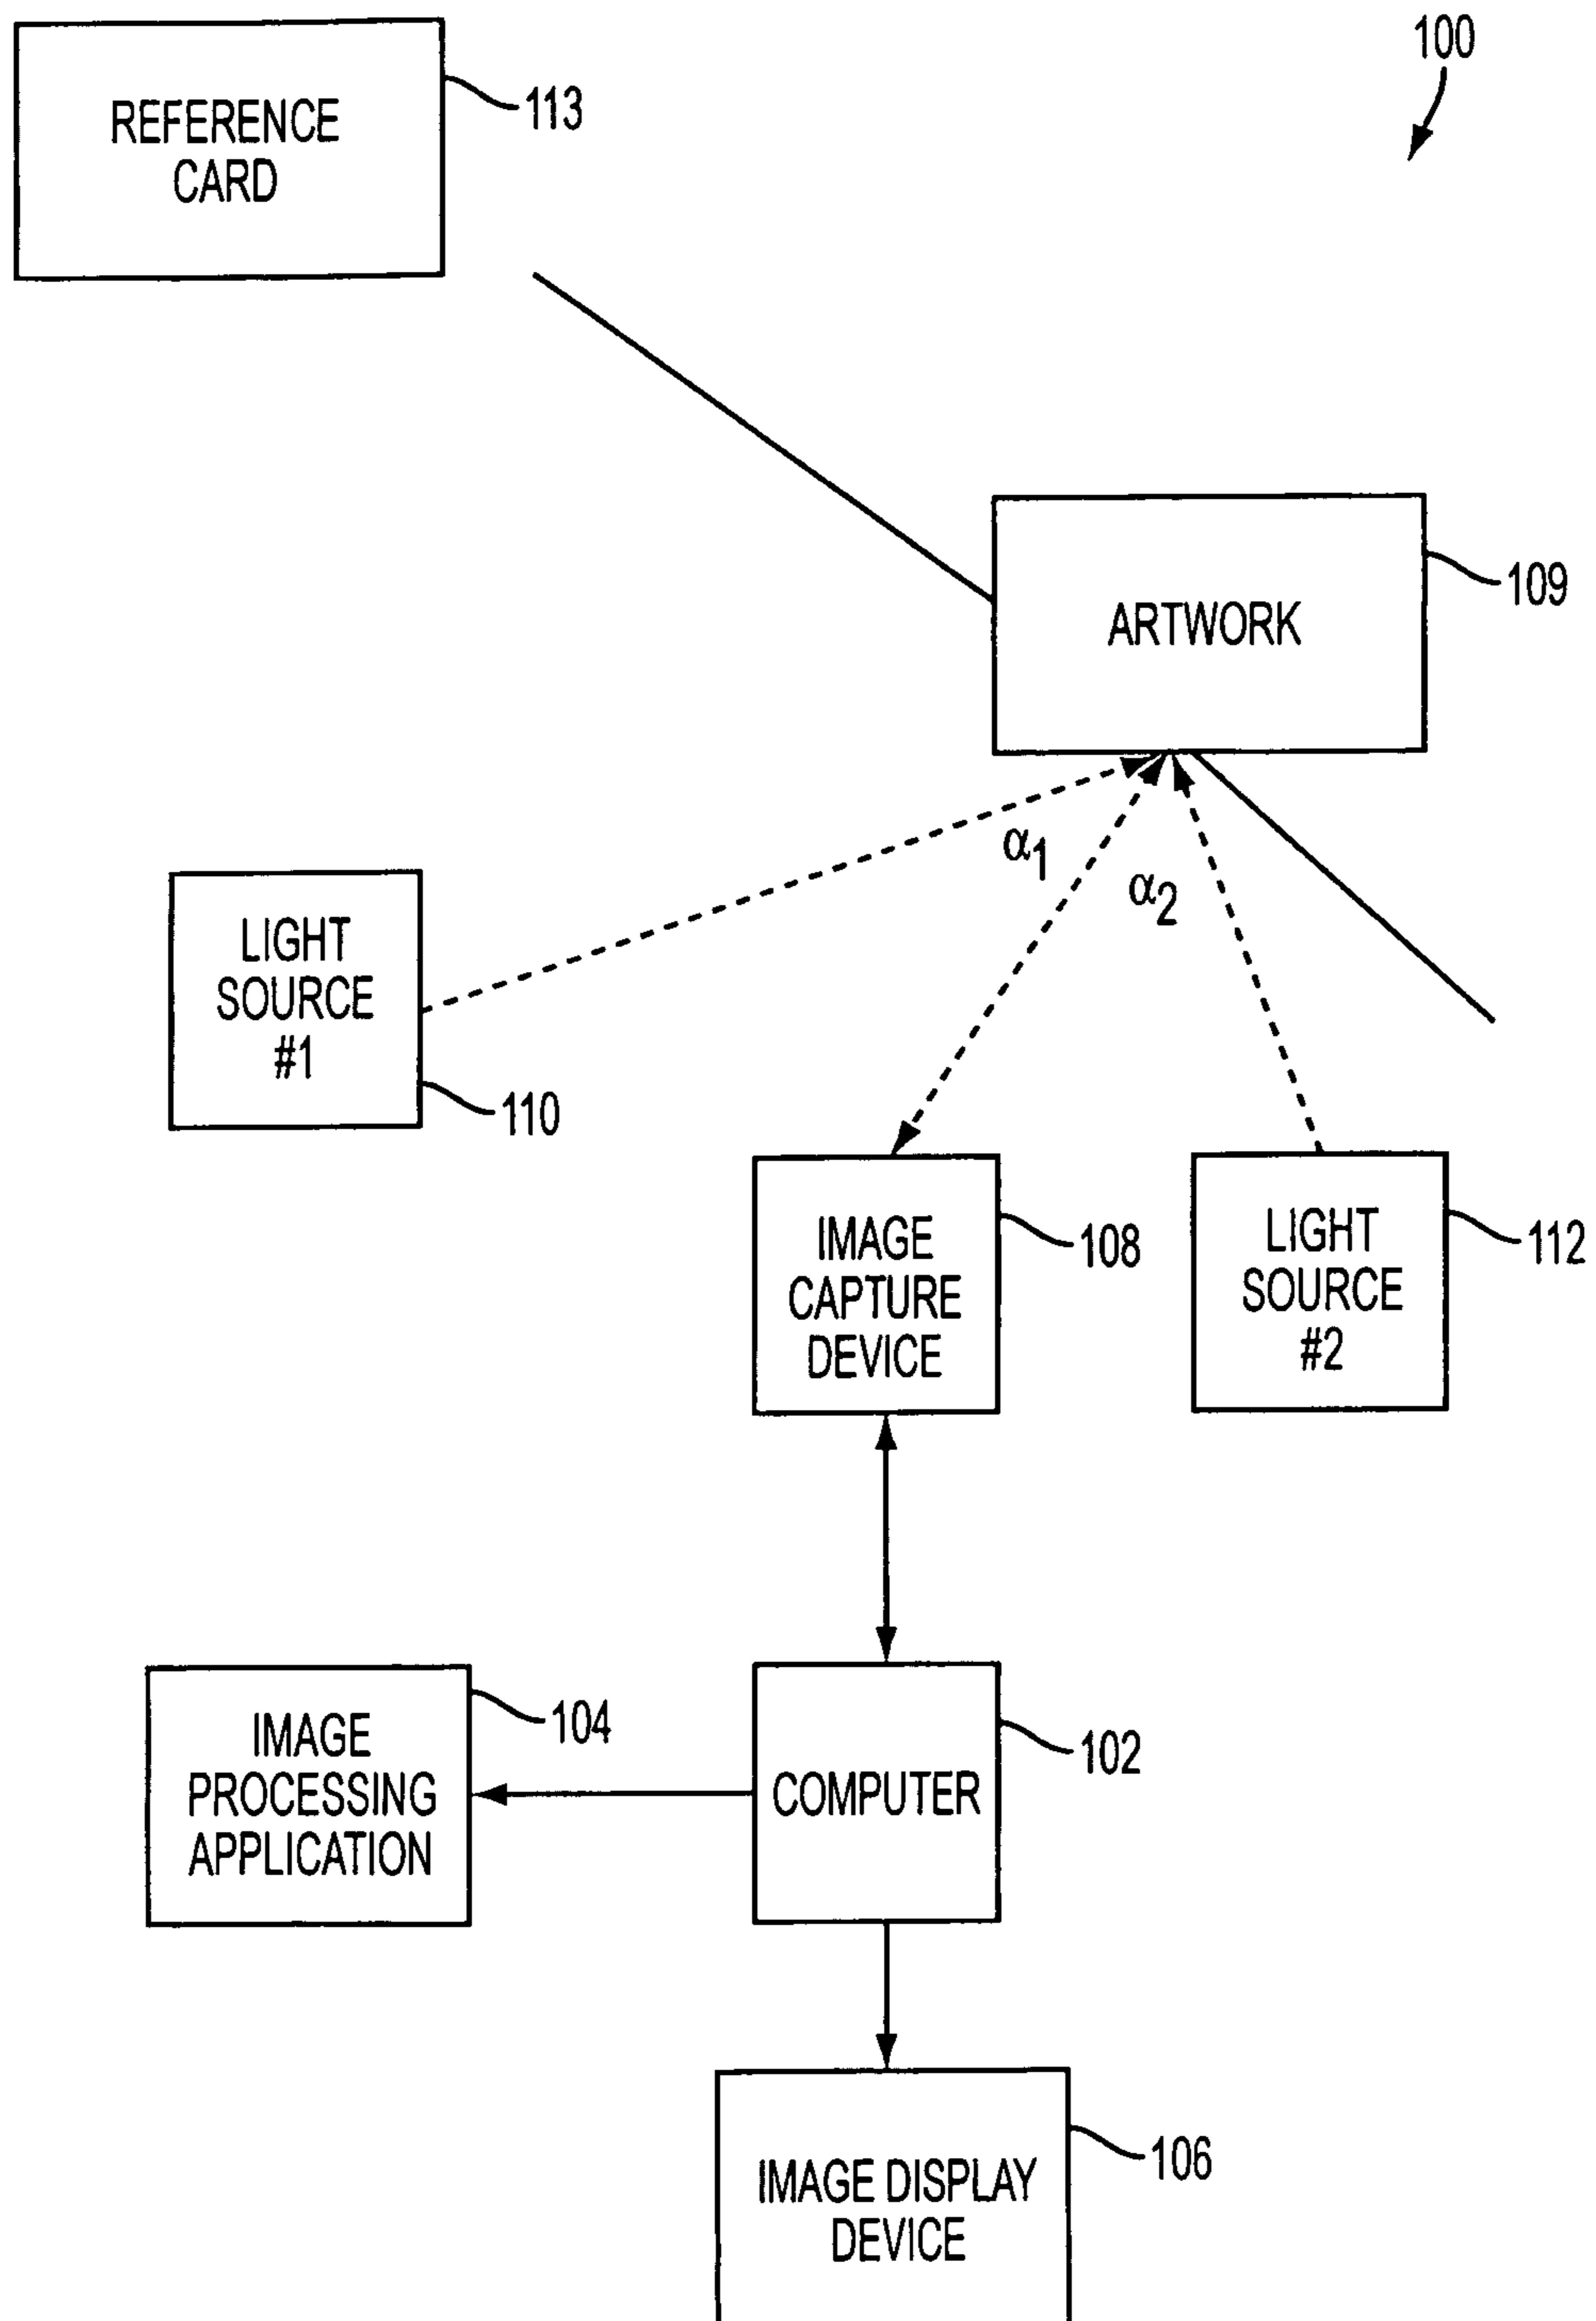 100
REFERENCE
CARD
113
ARTWORK
109
α1
α2
LIGHT
SOURCE
#1
110
IMAGE
CAPTURE
DEVICE
108
LIGHT
SOURCE
#2
112
IMAGE
PROCESSING
APPLICATION
104
COMPUTER
102
IMAGE DISPLAY
DEVICE
106